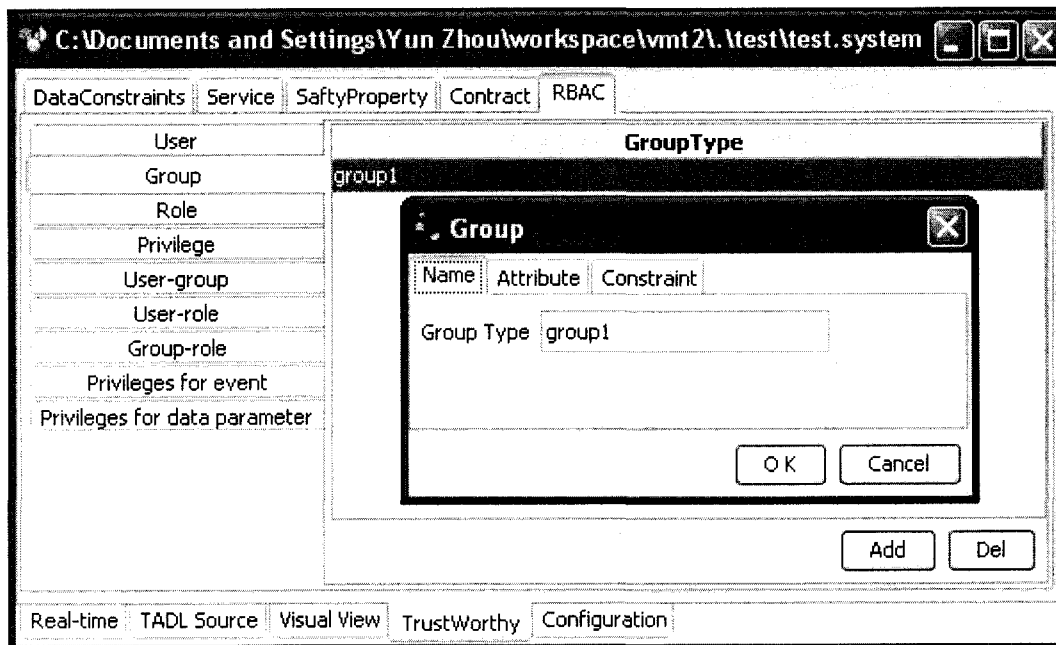 C:\Documents and Settings\Yun Zhou\workspace\vmt2\.\test\test.system
DataConstraints Service SaftyProperty Contract RBAC
User
Group
Role
Privilege
User-group
User-role
Group-role
Privileges for event
Privileges for data parameter
GroupType
group1
Group
Name Attribute Constraint
Group Type group1
OK Cancel
Add Del
Real-time TADL Source Visual View TrustWorthy Configuration